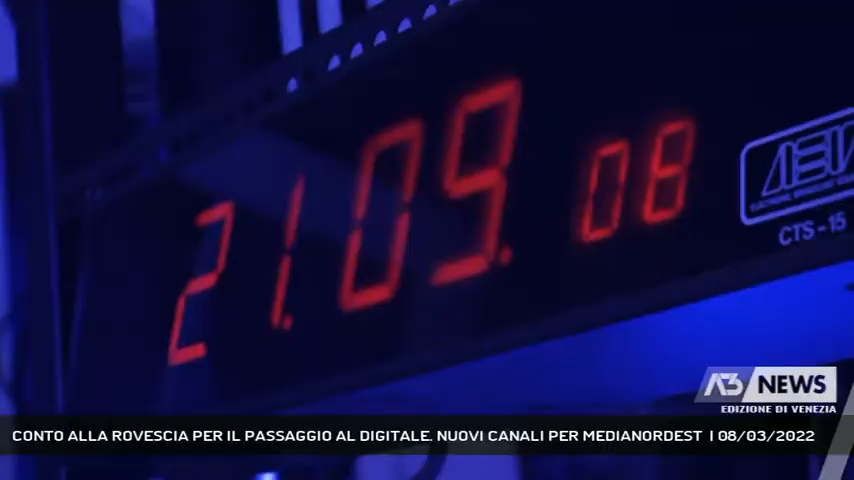 21.09.08
CTS-15
A3 NEWS
EDIZIONE DI VENEZIA
CONTO ALLA ROVESCIA PER IL PASSAGGIO AL DIGITALE. NUOVI CANALI PER MEDIANORDEST | 08/03/2022